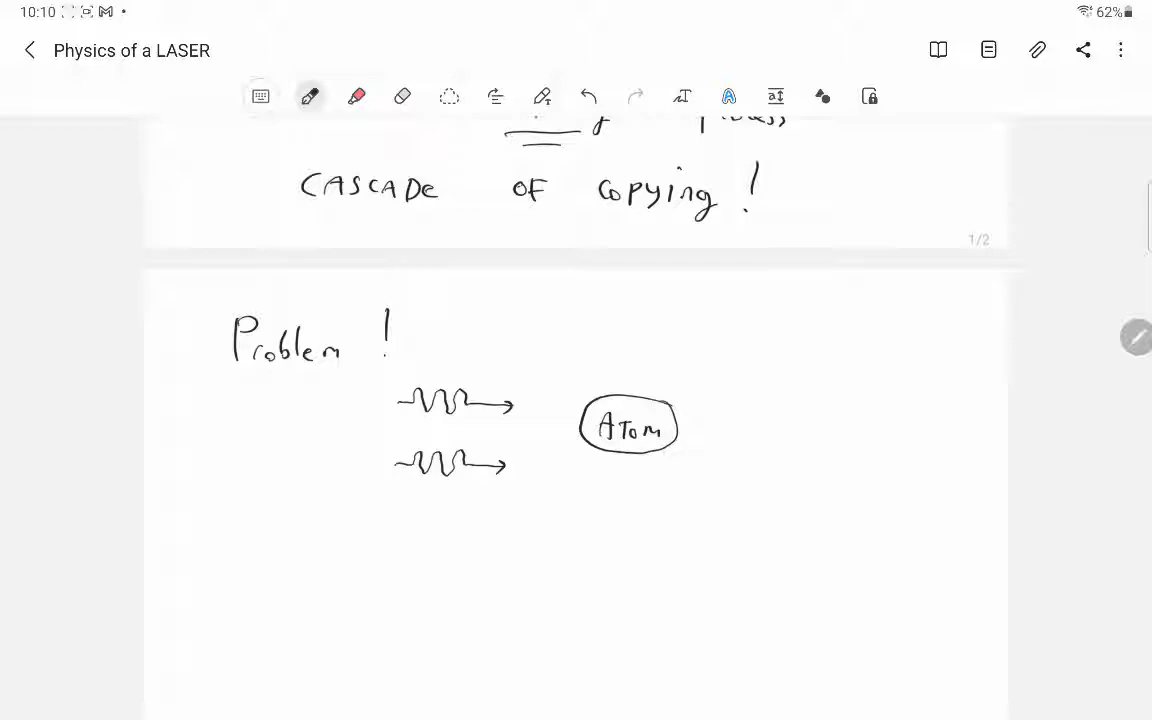 10:10 62%
Physics of a LASER
CASCADE OF copying !
1/2
Problem !
ATOM